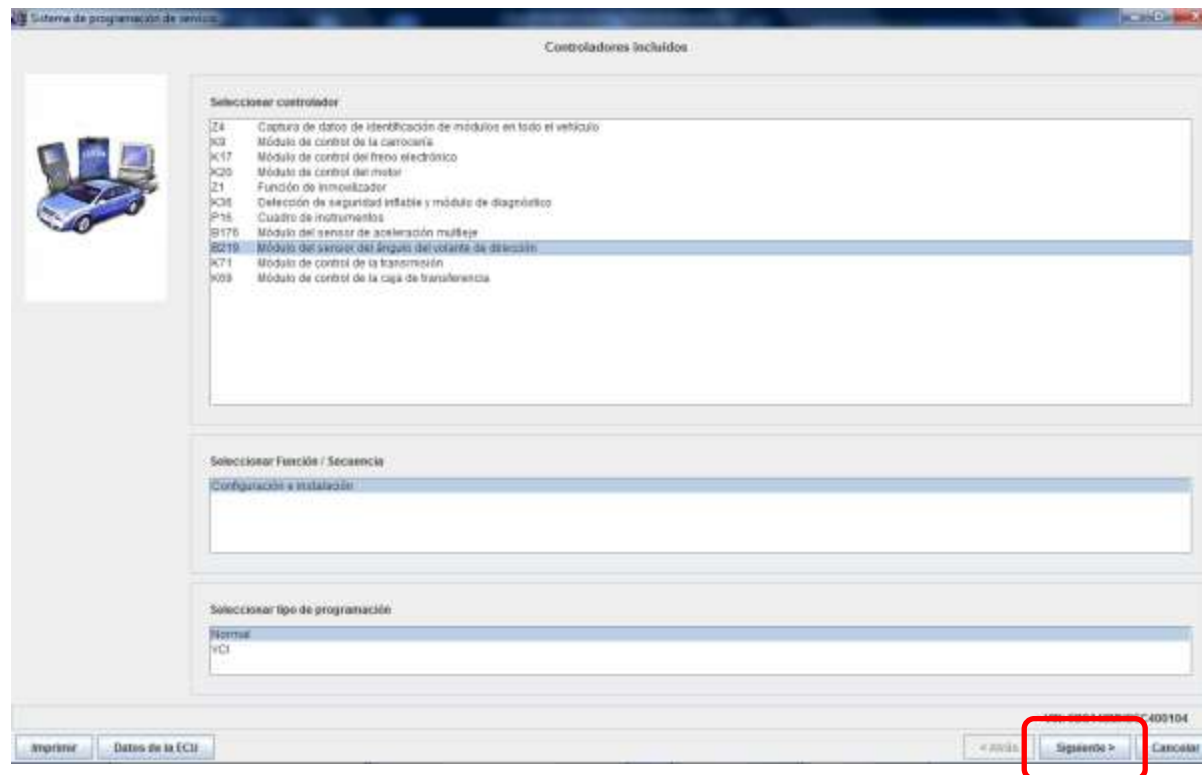 Sistema de programación de servicio
Controladores incluidos
Seleccionar controlador
Z4 Captura de datos de identificación de módulos en todo el vehículo
K9 Módulo de control de la carrocería
K17 Módulo de control del freno electrónico
K20 Módulo de control del motor
Z1 Función de inmovilizador
K36 Detección de seguridad inflable y módulo de diagnóstico
P16 Cuadro de instrumentos
B176 Módulo del sensor de aceleración multieje
B219 Módulo del sensor del ángulo del volante de dirección
K71 Módulo de control de la transmisión
K69 Módulo de control de la caja de transferencia
Seleccionar Función / Secuencia
Configuración e instalación
Seleccionar tipo de programación
Normal
VCI
400104
Imprimir Datos de la ECU < Atrás Siguiente > Cancelar